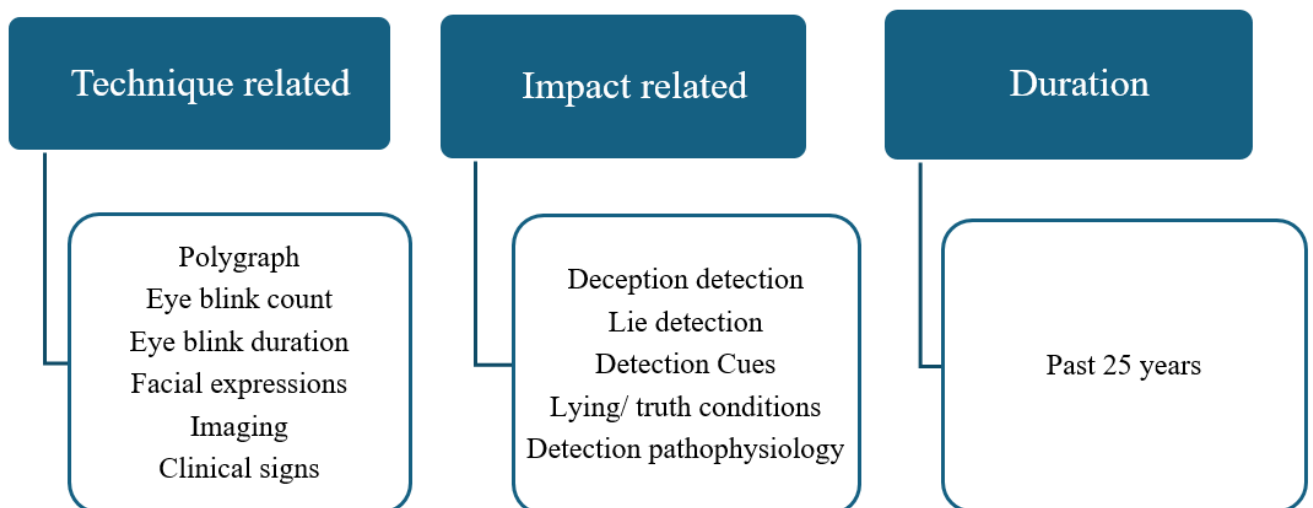 Technique related
Polygraph
Eye blink count
Eye blink duration
Facial expressions
Imaging
Clinical signs
Impact related
Deception detection
Lie detection
Detection Cues
Lying/ truth conditions
Detection pathophysiology
Duration
Past 25 years